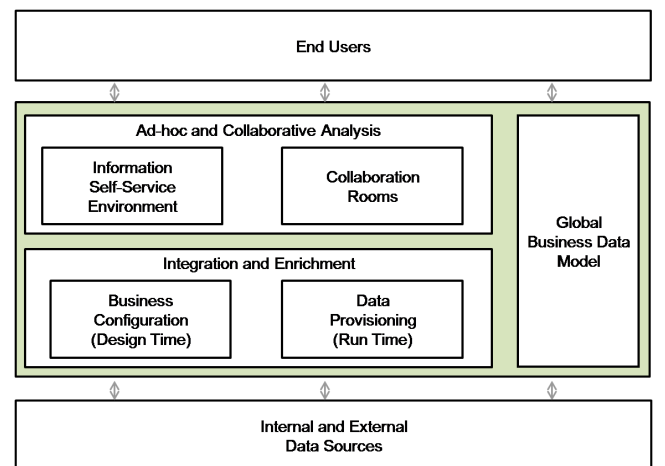 End Users
Ad-hoc and Collaborative Analysis
Information
Self-Service
Environment
Collaboration
Rooms
Global
Business Data
Model
Integration and Enrichment
Business
Configuration
(Design Time)
Data
Provisioning
(Run Time)
Internal and External
Data Sources